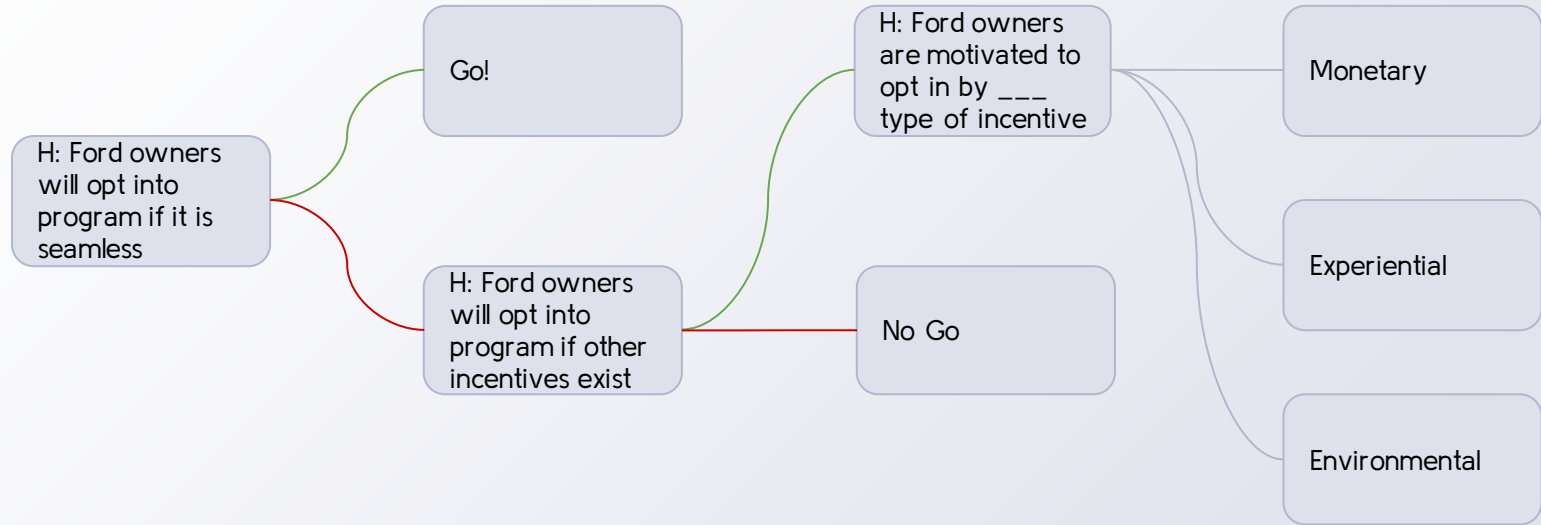 H: Ford owners
will opt into
program if it is
seamless
Go!
H: Ford owners
will opt into
program if other
incentives exist
H: Ford owners
are motivated to
opt in by ___
type of incentive
No Go
Monetary
Experiential
Environmental